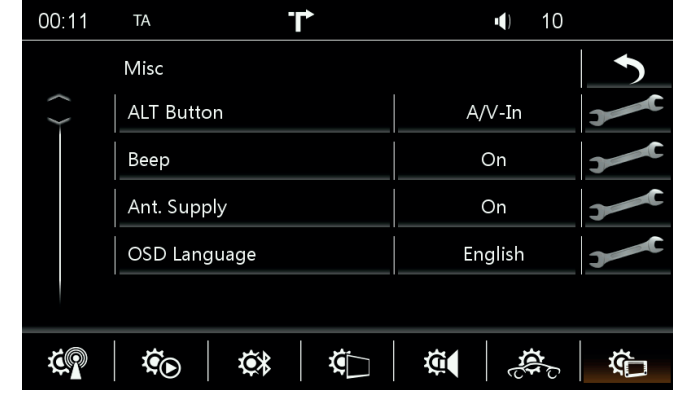 00:11 TA 10
Misc
ALT Button A/V-In
Beep On
Ant. Supply On
OSD Language English